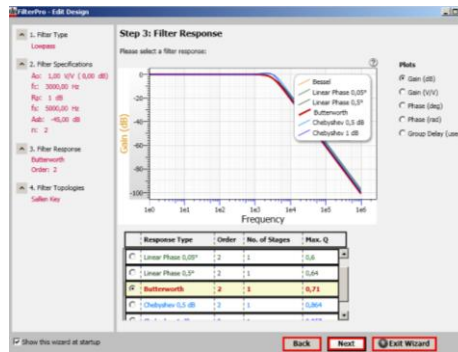 FilterPro - Edit Design
1. Filter Type
Lowpass
2. Filter Specifications
Ao: 1,00 V/V ( 0,00 dB)
fc: 3000,00 Hz
Rp: 1 dB
fs: 5000,00 Hz
Asb: -45,00 dB
n: 2
3. Filter Response
Butterworth
Order: 2
4. Filter Topologies
Sallen Key
Step 3: Filter Response
Please select a filter response:
Bessel
Linear Phase 0,05°
Linear Phase 0,5°
Butterworth
Chebyshev 0,5 dB
Chebyshev 1 dB
Gain (dB)
0
-20
-40
-60
-80
-100
1e0 1e1 1e2 1e3 1e4 1e5 1e6
Frequency
Plots
Gain (dB)
Gain (V/V)
Phase (deg)
Phase (rad)
Group Delay (use
Response Type Order No. of Stages Max. Q
Linear Phase 0,05° 2 1 0,6
Linear Phase 0,5° 2 1 0,64
Butterworth 2 1 0,71
Chebyshev 0,5 dB 2 1 0,864
Show this wizard at startup
Back Next Exit Wizard